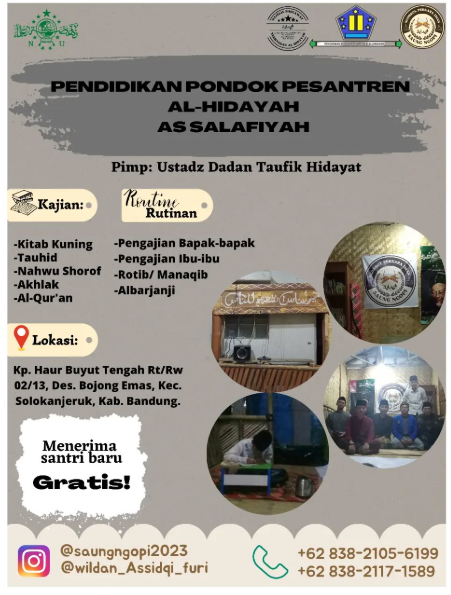 NU
PENDIDIKAN PONDOK PESANTREN
AL-HIDAYAH
AS SALAFIYAH
Pimp: Ustadz Dadan Taufik Hidayat
Kajian:
-Kitab Kuning
-Tauhid
-Nahwu Shorof
-Akhlak
-Al-Qur'an
Routine
Rutinan
-Pengajian Bapak-bapak
-Pengajian Ibu-ibu
-Rotib/ Manaqib
-Albarjanji
SAUNG NGOPI
Lokasi:
Kp. Haur Buyut Tengah Rt/Rw
02/13, Des. Bojong Emas, Kec.
Solokanjeruk, Kab. Bandung.
Menerima
santri baru
Gratis!
@saungngopi2023
@wildan_Assidqi_furi
+62 838-2105-6199
+62 838-2117-1589